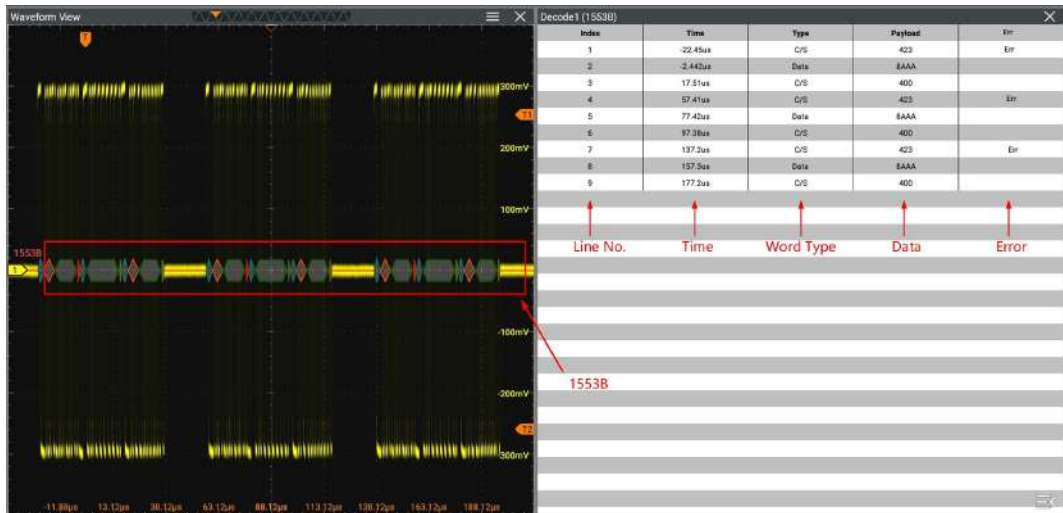 Waveform View
Decode1 (1553B)
Index Time Type Payload Err
1 -22.45us C/S 423 Err
2 -2.442us Data 8AAA
3 17.51us C/S 400
4 57.41us C/S 423 Err
5 77.42us Data 8AAA
6 97.38us C/S 400
7 137.2us C/S 423 Err
8 157.3us Data 8AAA
9 177.2us C/S 400
Line No. Time Word Type Data Error
T
300mV
T1
200mV
100mV
1553B
1
-100mV
1553B
-200mV
T2
-300mV
-11.88μs 13.12μs 38.12μs 63.12μs 88.12μs 113.12μs 138.12μs 163.12μs 188.12μs